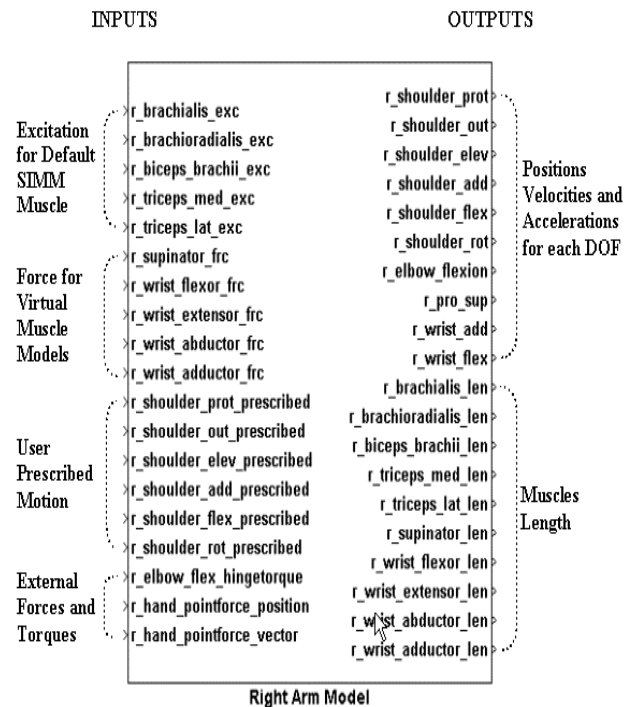 INPUTS
OUTPUTS
Excitation
for Default
SIMM
Muscle
Force for
Virtual
Muscle
Models
User
Prescribed
Motion
External
Forces and
Torques
r_brachialis_exc
r_brachioradialis_exc
r_biceps_brachii_exc
r_triceps_med_exc
r_triceps_lat_exc
r_supinator_frc
r_wrist_flexor_frc
r_wrist_extensor_frc
r_wrist_abductor_frc
r_wrist_adductor_frc
r_shoulder_prot_prescribed
r_shoulder_out_prescribed
r_shoulder_elev_prescribed
r_shoulder_add_prescribed
r_shoulder_flex_prescribed
r_shoulder_rot_prescribed
r_elbow_flex_hingetorque
r_hand_pointforce_position
r_hand_pointforce_vector
r_shoulder_prot
r_shoulder_out
r_shoulder_elev
r_shoulder_add
r_shoulder_flex
r_shoulder_rot
r_elbow_flexion
r_pro_sup
r_wrist_add
r_wrist_flex
r_brachialis_len
r_brachioradialis_len
r_biceps_brachii_len
r_triceps_med_len
r_triceps_lat_len
r_supinator_len
r_wrist_flexor_len
r_wrist_extensor_len
r_wrist_abductor_len
r_wrist_adductor_len
Positions
Velocities and
Accelerations
for each DOF
Muscles
Length
Right Arm Model